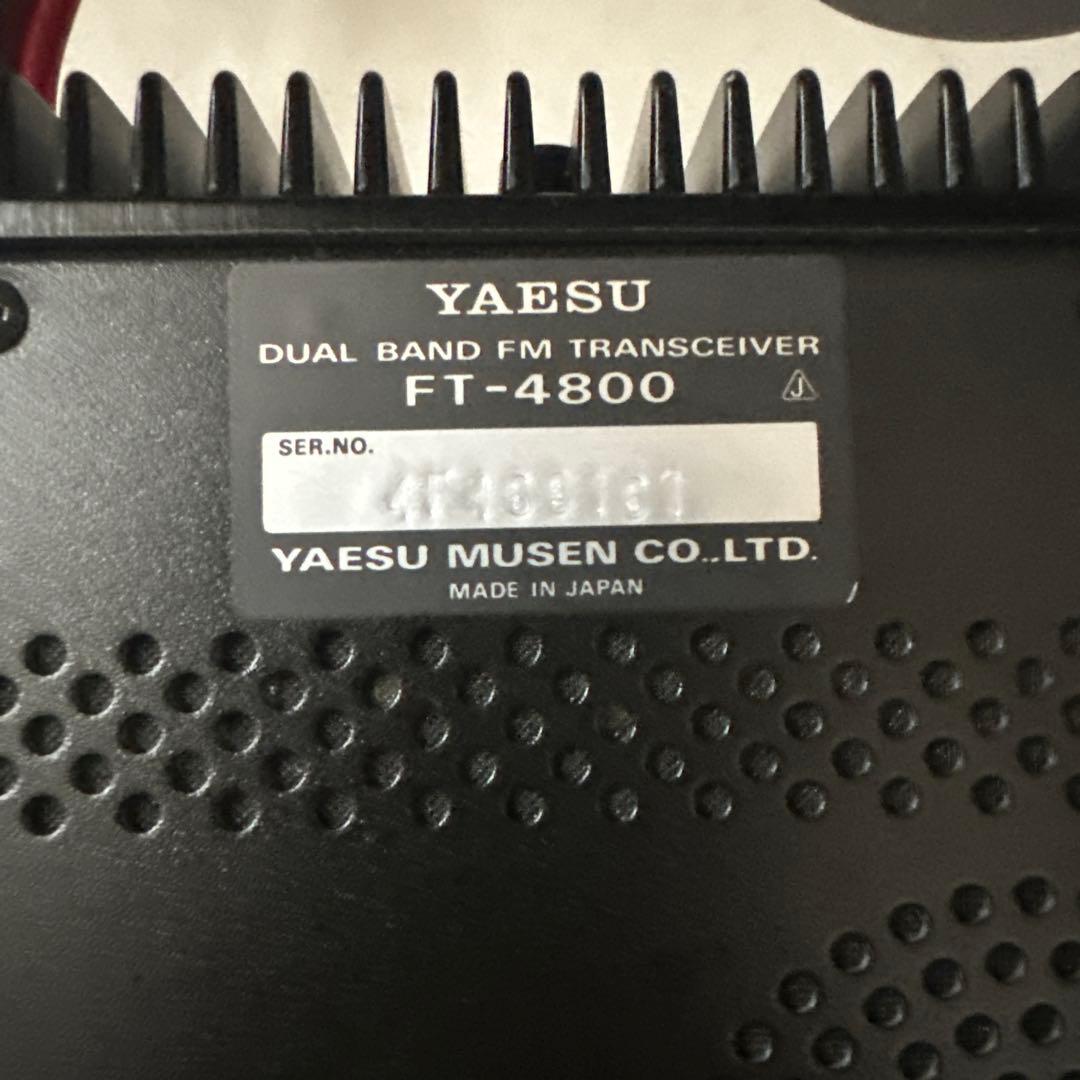 YAESU
DUAL BAND FM TRANSCEIVER
FT-4800
J
SER.NO.
YAESU MUSEN CO.,LTD.
MADE IN JAPAN